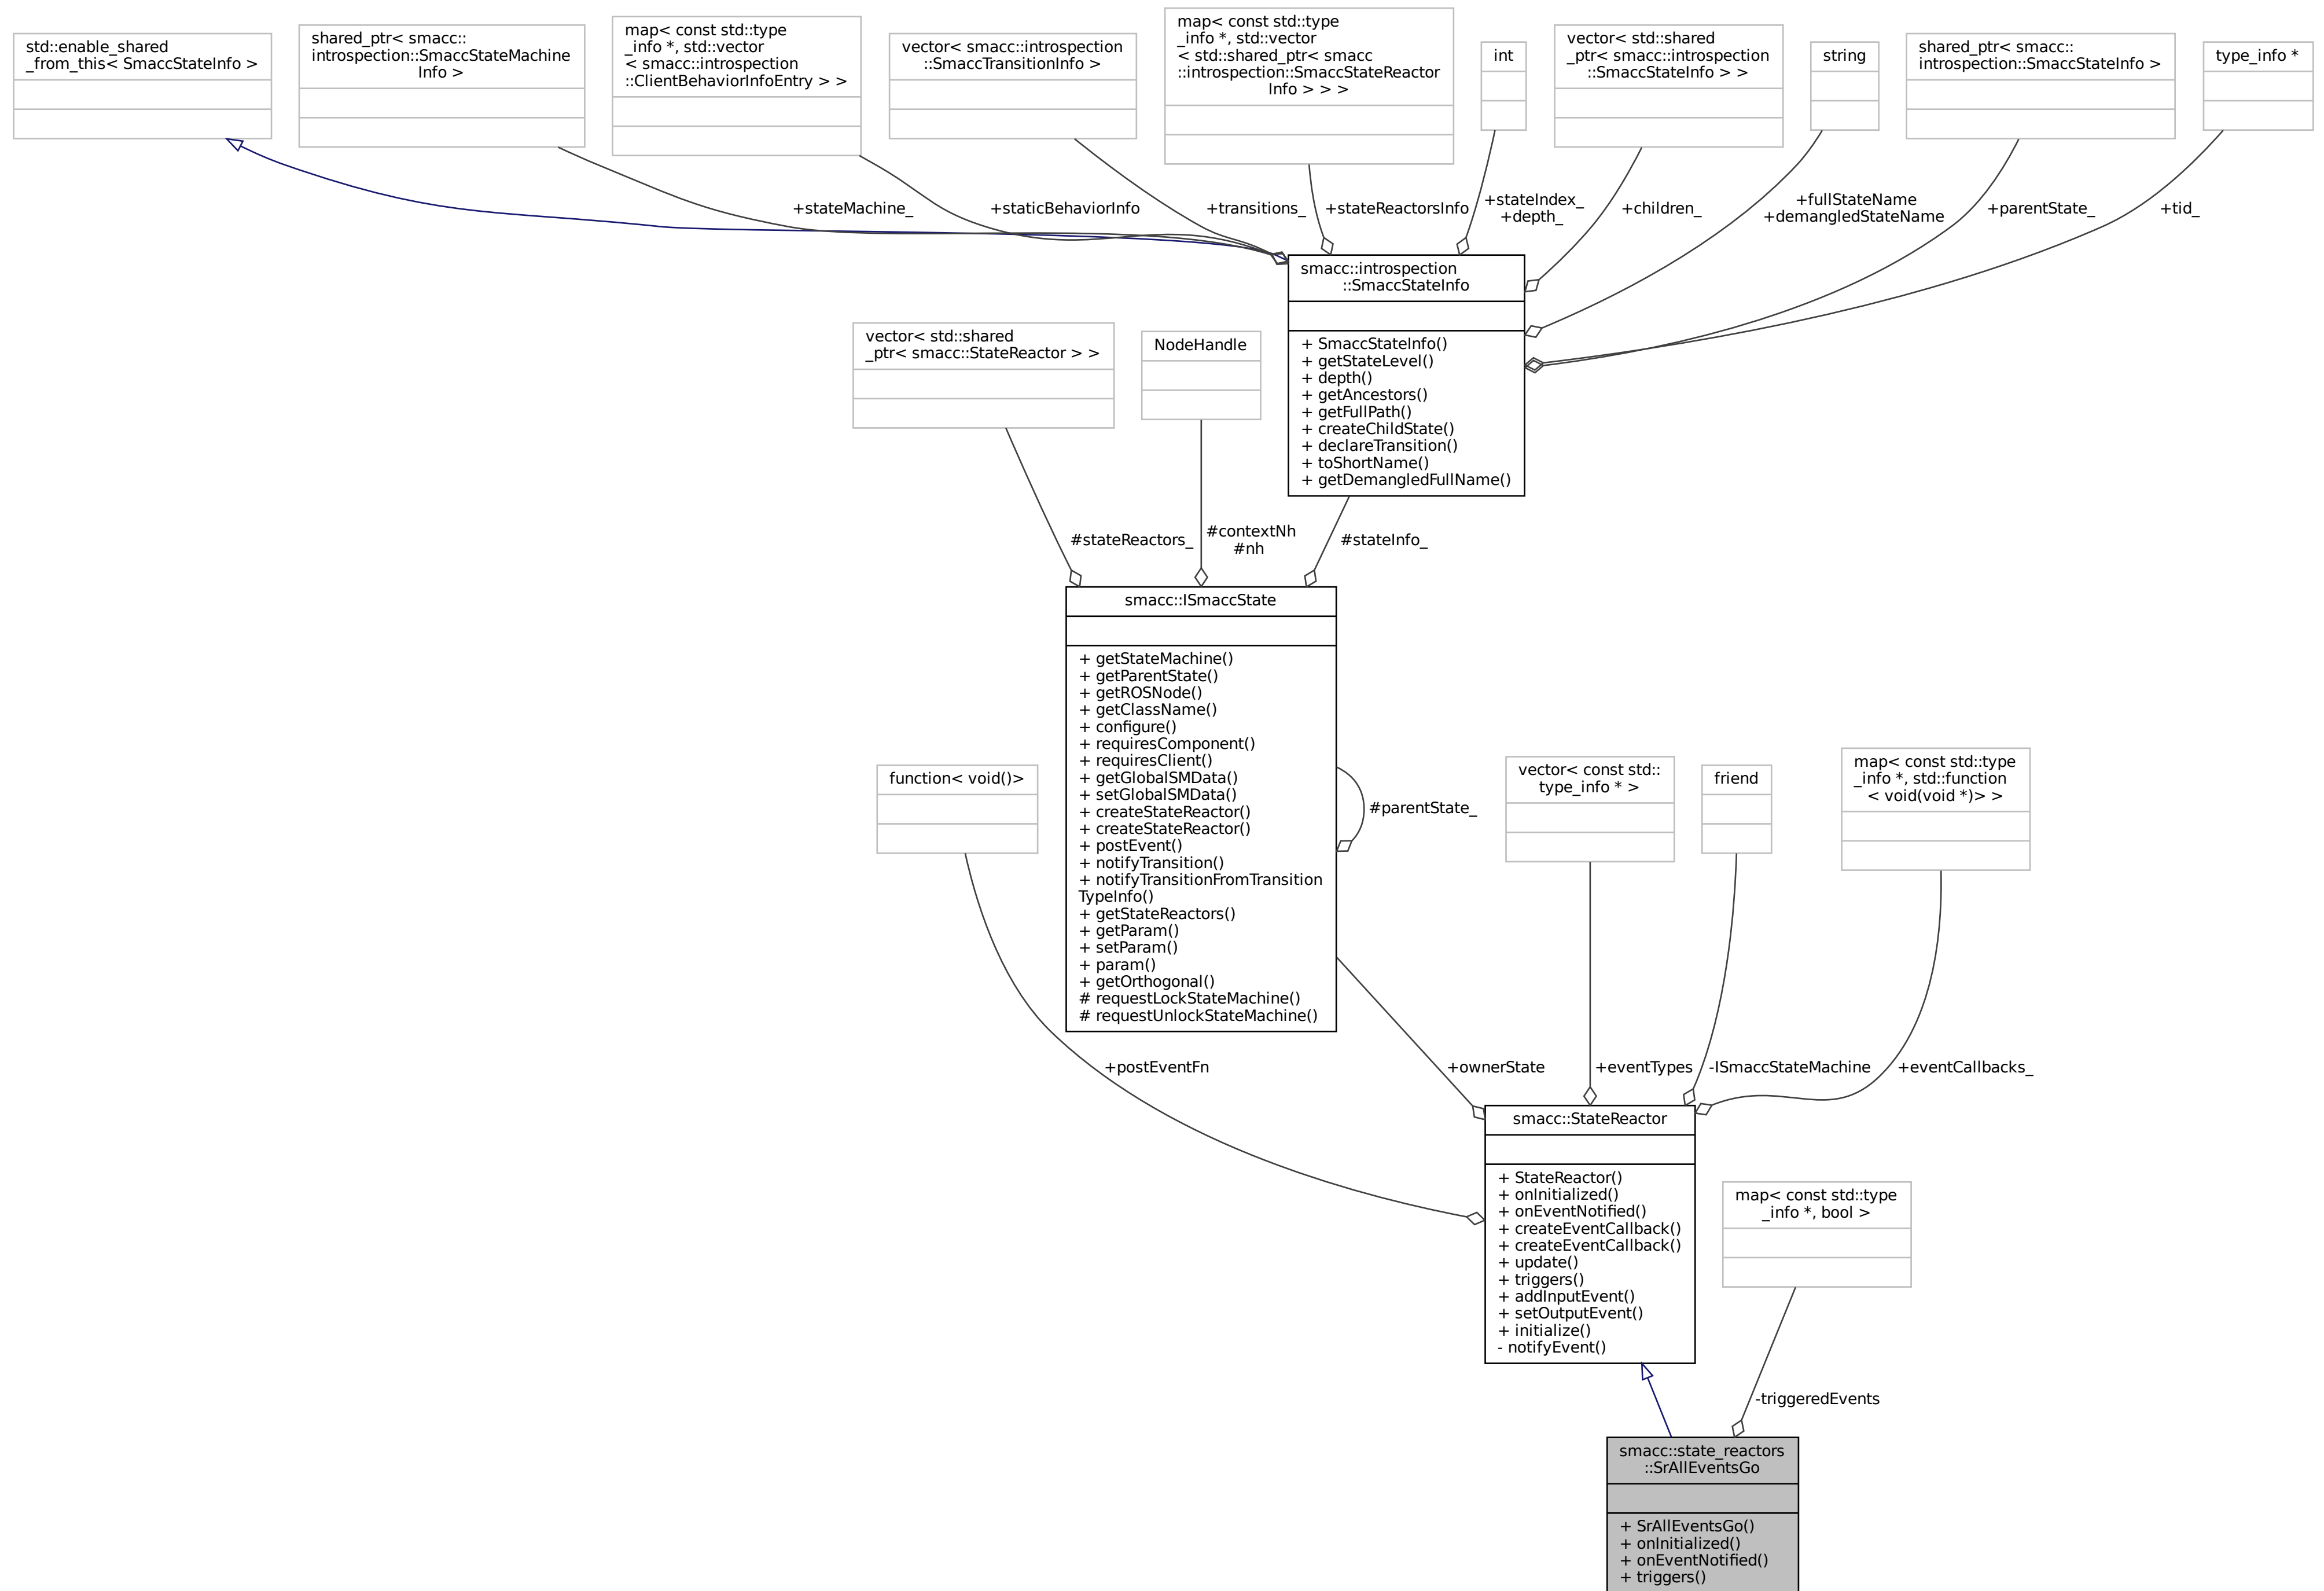 std::enable_shared
_from_this< SmaccStateInfo >
shared_ptr< smacc::
introspection::SmaccStateMachine
Info >
map< const std::type
_info *, std::vector
< smacc::introspection
::ClientBehaviorInfoEntry > >
vector< smacc::introspection
::SmaccTransitionInfo >
map< const std::type
_info *, std::vector
< std::shared_ptr< smacc
::introspection::SmaccStateReactor
Info > > >
int
vector< std::shared
_ptr< smacc::introspection
::SmaccStateInfo > >
string
shared_ptr< smacc::
introspection::SmaccStateInfo >
type_info *
+stateMachine_
+staticBehaviorInfo
+transitions_
+stateReactorsInfo
+stateIndex_
+depth_
+children_
+fullStateName
+demangledStateName
+parentState_
+tid_
smacc::introspection
::SmaccStateInfo
+ SmaccStateInfo()
+ getStateLevel()
+ depth()
+ getAncestors()
+ getFullPath()
+ createChildState()
+ declareTransition()
+ toShortName()
+ getDemangledFullName()
vector< std::shared
_ptr< smacc::StateReactor > >
NodeHandle
#stateReactors_
#contextNh
#nh
#stateInfo_
smacc::ISmaccState
+ getStateMachine()
+ getParentState()
+ getROSNode()
+ getClassName()
+ configure()
+ requiresComponent()
+ requiresClient()
+ getGlobalSMData()
+ setGlobalSMData()
+ createStateReactor()
+ createStateReactor()
+ postEvent()
+ notifyTransition()
+ notifyTransitionFromTransition
TypeInfo()
+ getStateReactors()
+ getParam()
+ setParam()
+ param()
+ getOrthogonal()
# requestLockStateMachine()
# requestUnlockStateMachine()
#parentState_
function< void()>
vector< const std::
type_info * >
friend
map< const std::type
_info *, std::function
< void(void *)> >
+postEventFn
+ownerState
+eventTypes
-ISmaccStateMachine
+eventCallbacks_
smacc::StateReactor
+ StateReactor()
+ onInitialized()
+ onEventNotified()
+ createEventCallback()
+ createEventCallback()
+ update()
+ triggers()
+ addInputEvent()
+ setOutputEvent()
+ initialize()
- notifyEvent()
map< const std::type
_info *, bool >
-triggeredEvents
smacc::state_reactors
::SrAllEventsGo
+ SrAllEventsGo()
+ onInitialized()
+ onEventNotified()
+ triggers()